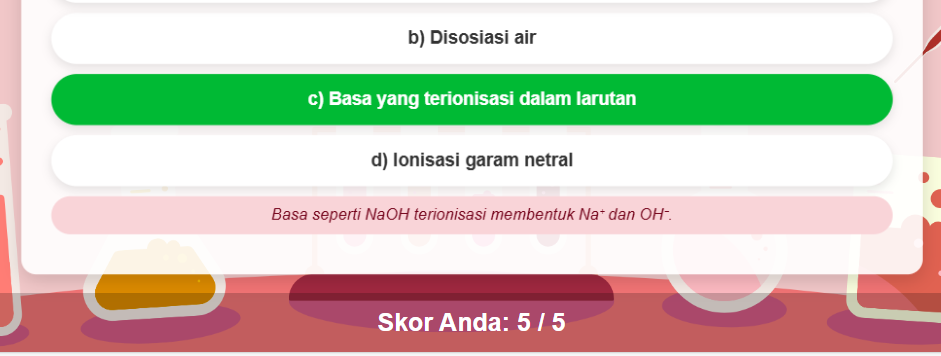 b) Disosiasi air
c) Basa yang terionisasi dalam larutan
d) Ionisasi garam netral
Basa seperti NaOH terionisasi membentuk Na⁺ dan OH⁻.
Skor Anda: 5 / 5